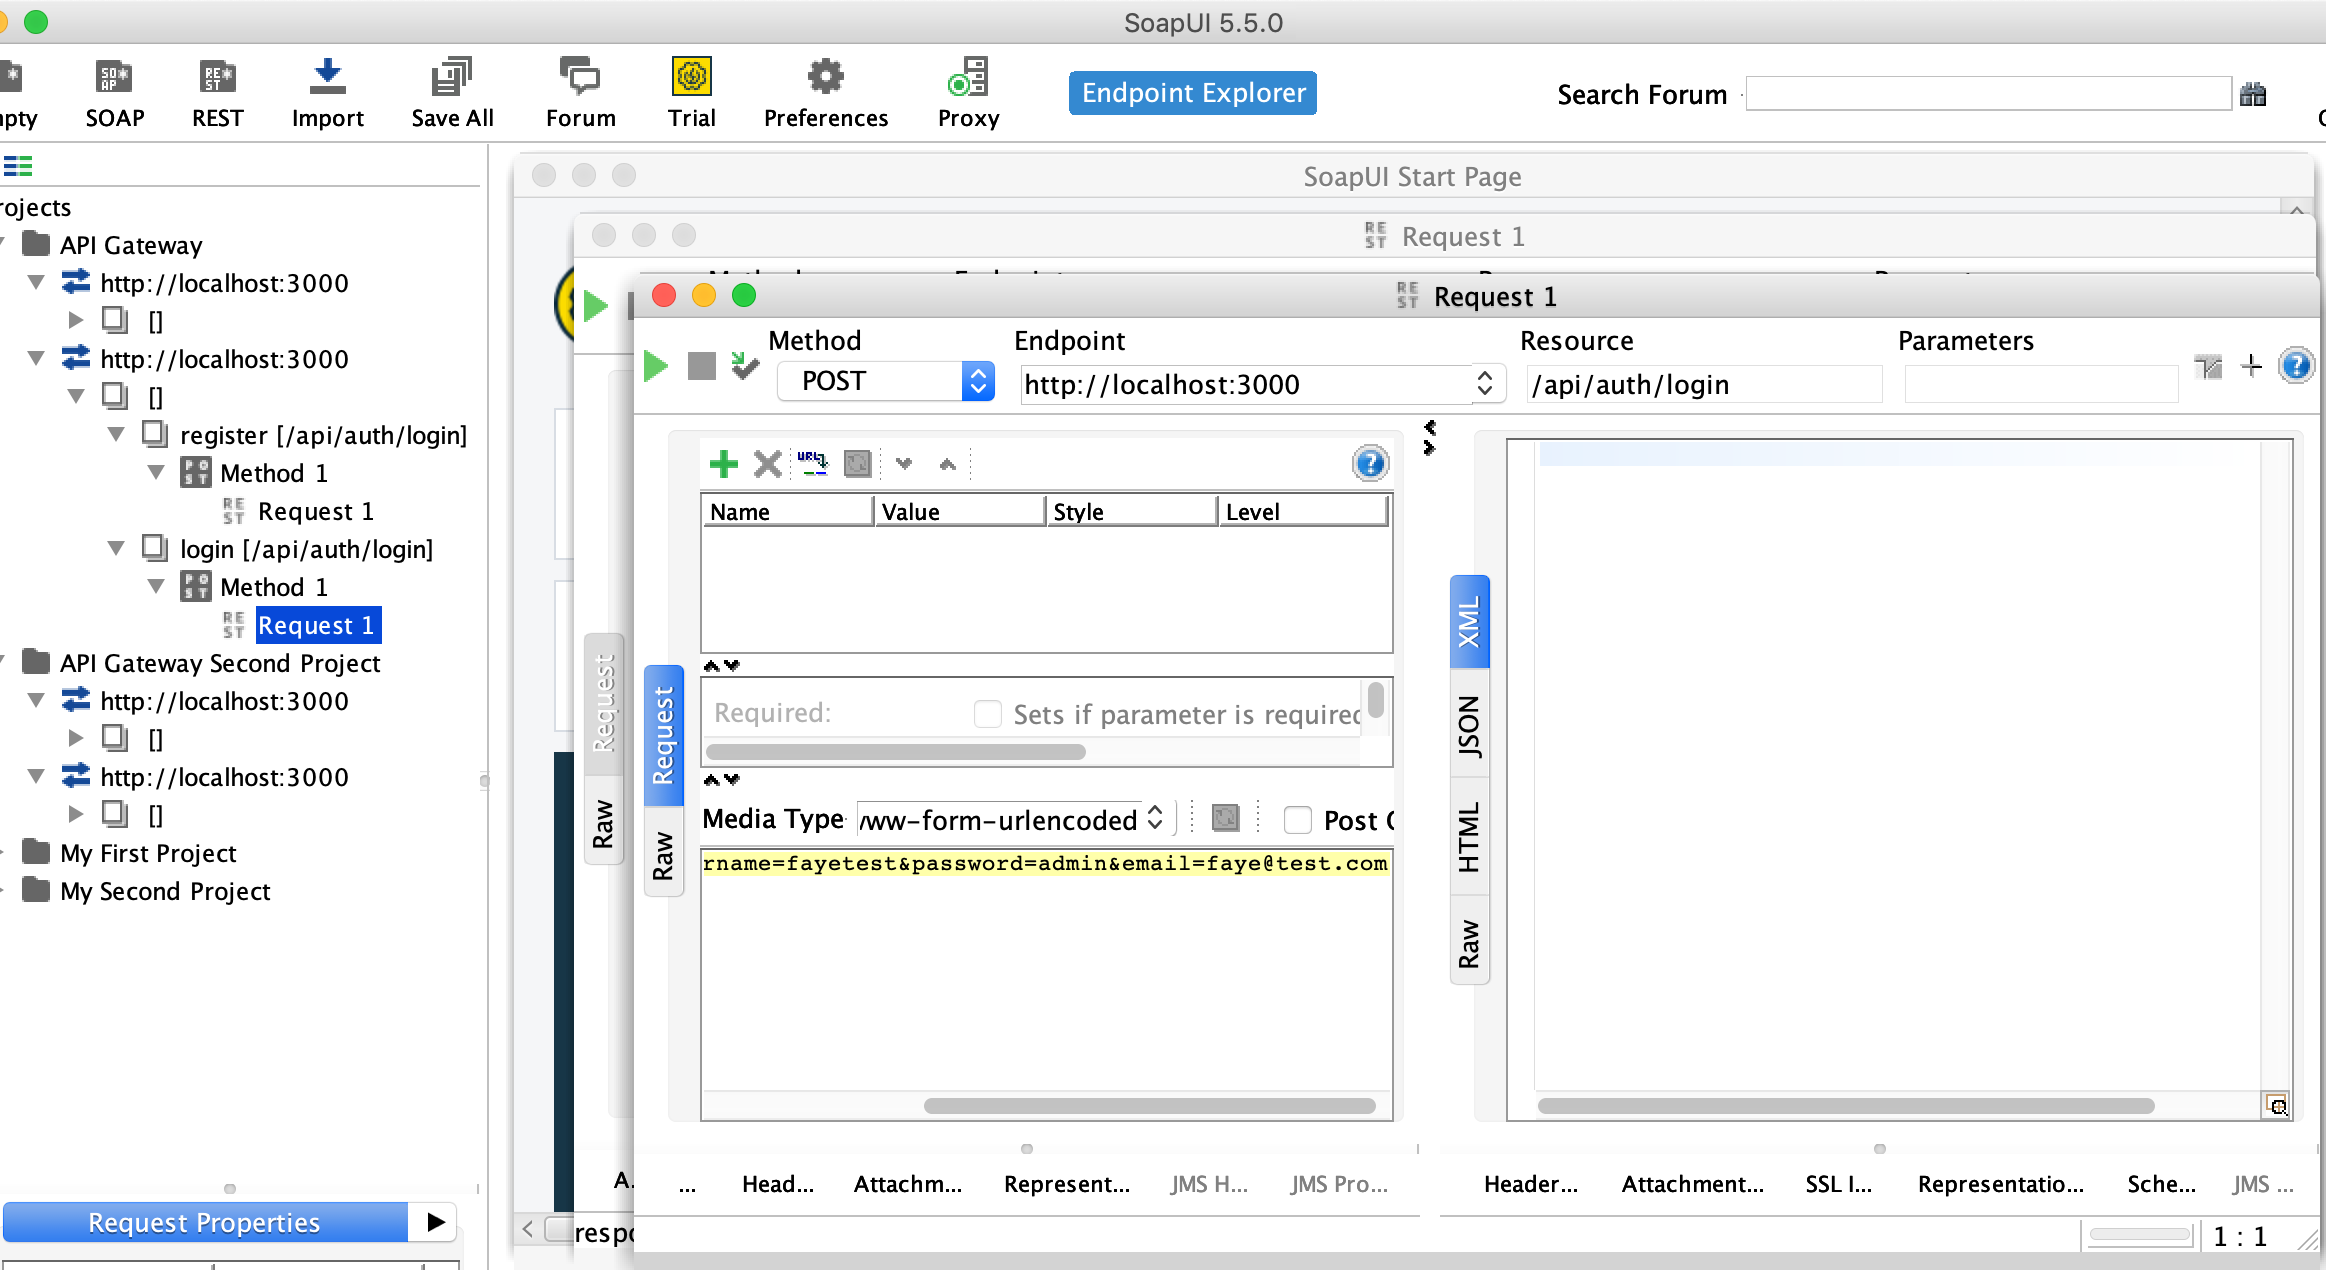 SoapUI 5.5.0
SOAP REST Import Save All Forum Trial Preferences Proxy
Endpoint Explorer
Search Forum
API Gateway
http://localhost:3000
[]
http://localhost:3000
[]
register [/api/auth/login]
Method 1
Request 1
login [/api/auth/login]
Method 1
Request 1
API Gateway Second Project
http://localhost:3000
[]
http://localhost:3000
[]
My First Project
My Second Project
Request Properties
SoapUI Start Page
REST Request 1
Request
Raw
REST Request 1
Method Endpoint Resource Parameters
POST http://localhost:3000 /api/auth/login
Request
Raw
Name Value Style Level
Required: Sets if parameter is required
Media Type /ww-form-urlencoded Post
rname=fayetest&password=admin&email=faye@test.com
XML
JSON
HTML
Raw
... Head... Attachm... Represent... JMS H... JMS Pro...
Header... Attachment... SSL I... Representatio... Sche... JMS ...
1 : 1